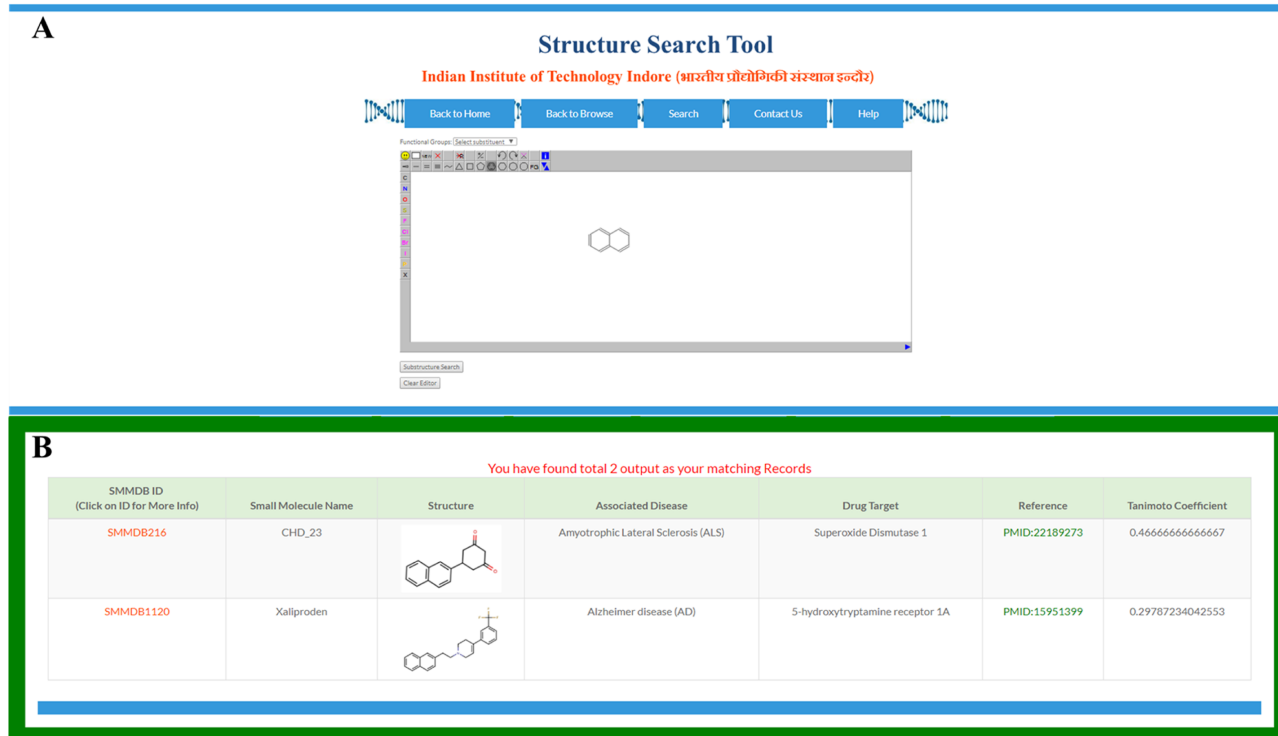 A
Structure Search Tool
Indian Institute of Technology Indore (भारतीय प्रौद्योगिकी संस्थान इन्दौर)
Back to Home Back to Browse Search Contact Us Help
Functional Groups: Select substituent
C
N
O
S
F
Cl
Br
I
X
Substructure Search
Clear Editor
B
You have found total 2 output as your matching Records
SMMDB ID
(Click on ID for More Info) Small Molecule Name Structure Associated Disease Drug Target Reference Tanimoto Coefficient
SMMDB216 CHD_23 Amyotrophic Lateral Sclerosis (ALS) Superoxide Dismutase 1 PMID:22189273 0.46666666666667
SMMDB1120 Xaliproden Alzheimer disease (AD) 5-hydroxytryptamine receptor 1A PMID:15951399 0.29787234042553